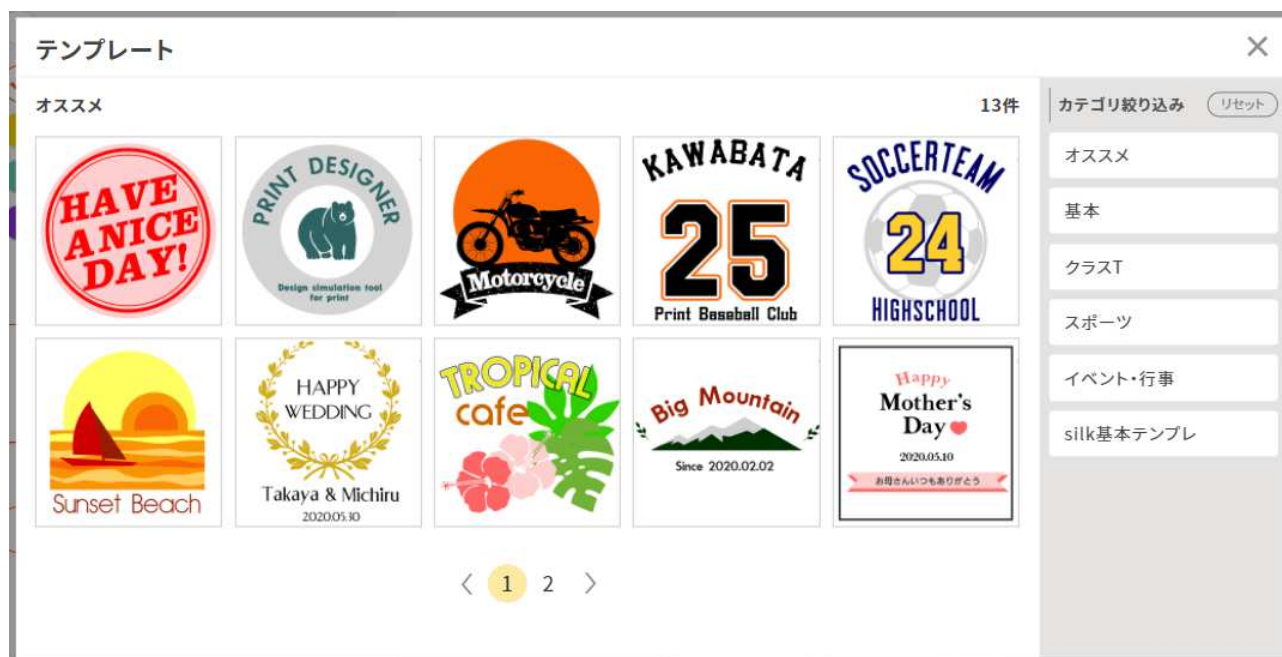 テンプレート
オススメ
13件
HAVE
A NICE
DAY!
PRINT DESIGNER
Design simulation tool
for print
Motorcycle
KAWABATA
25
Print Baseball Club
SOCCERTEAM
24
HIGHSCHOOL
Sunset Beach
HAPPY
WEDDING
Takaya & Michiru
2020.05.30
TROPICAL
cafe
Big Mountain
Since 2020.02.02
Happy
Mother's
Day
2020.05.10
お母さんいつもありがとう
1 2
カテゴリ絞り込み
リセット
オススメ
基本
クラスT
スポーツ
イベント・行事
silk基本テンプレ